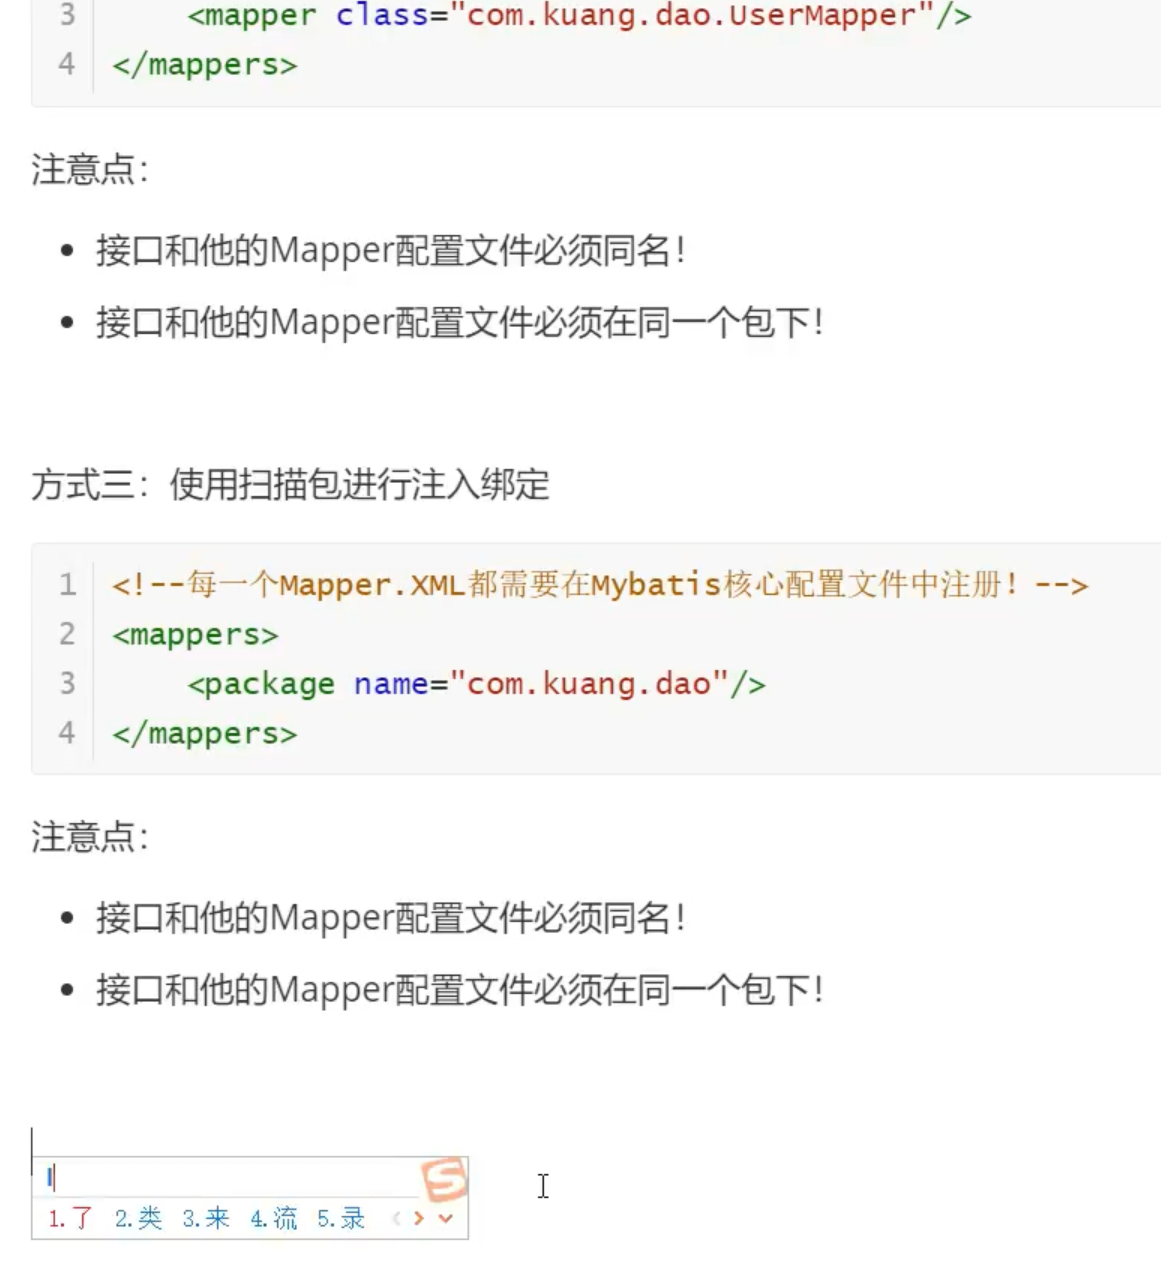 3 <mapper class="com.kuang.dao.UserMapper"/>
4 </mappers>
注意点：
• 接口和他的Mapper配置文件必须同名！
• 接口和他的Mapper配置文件必须在同一个包下！
方式三：使用扫描包进行注入绑定
1 <!--每一个Mapper.XML都需要在Mybatis核心配置文件中注册！-->
2 <mappers>
3 <package name="com.kuang.dao"/>
4 </mappers>
注意点：
• 接口和他的Mapper配置文件必须同名！
• 接口和他的Mapper配置文件必须在同一个包下！
l
S
1.了 2.类 3.来 4.流 5.录